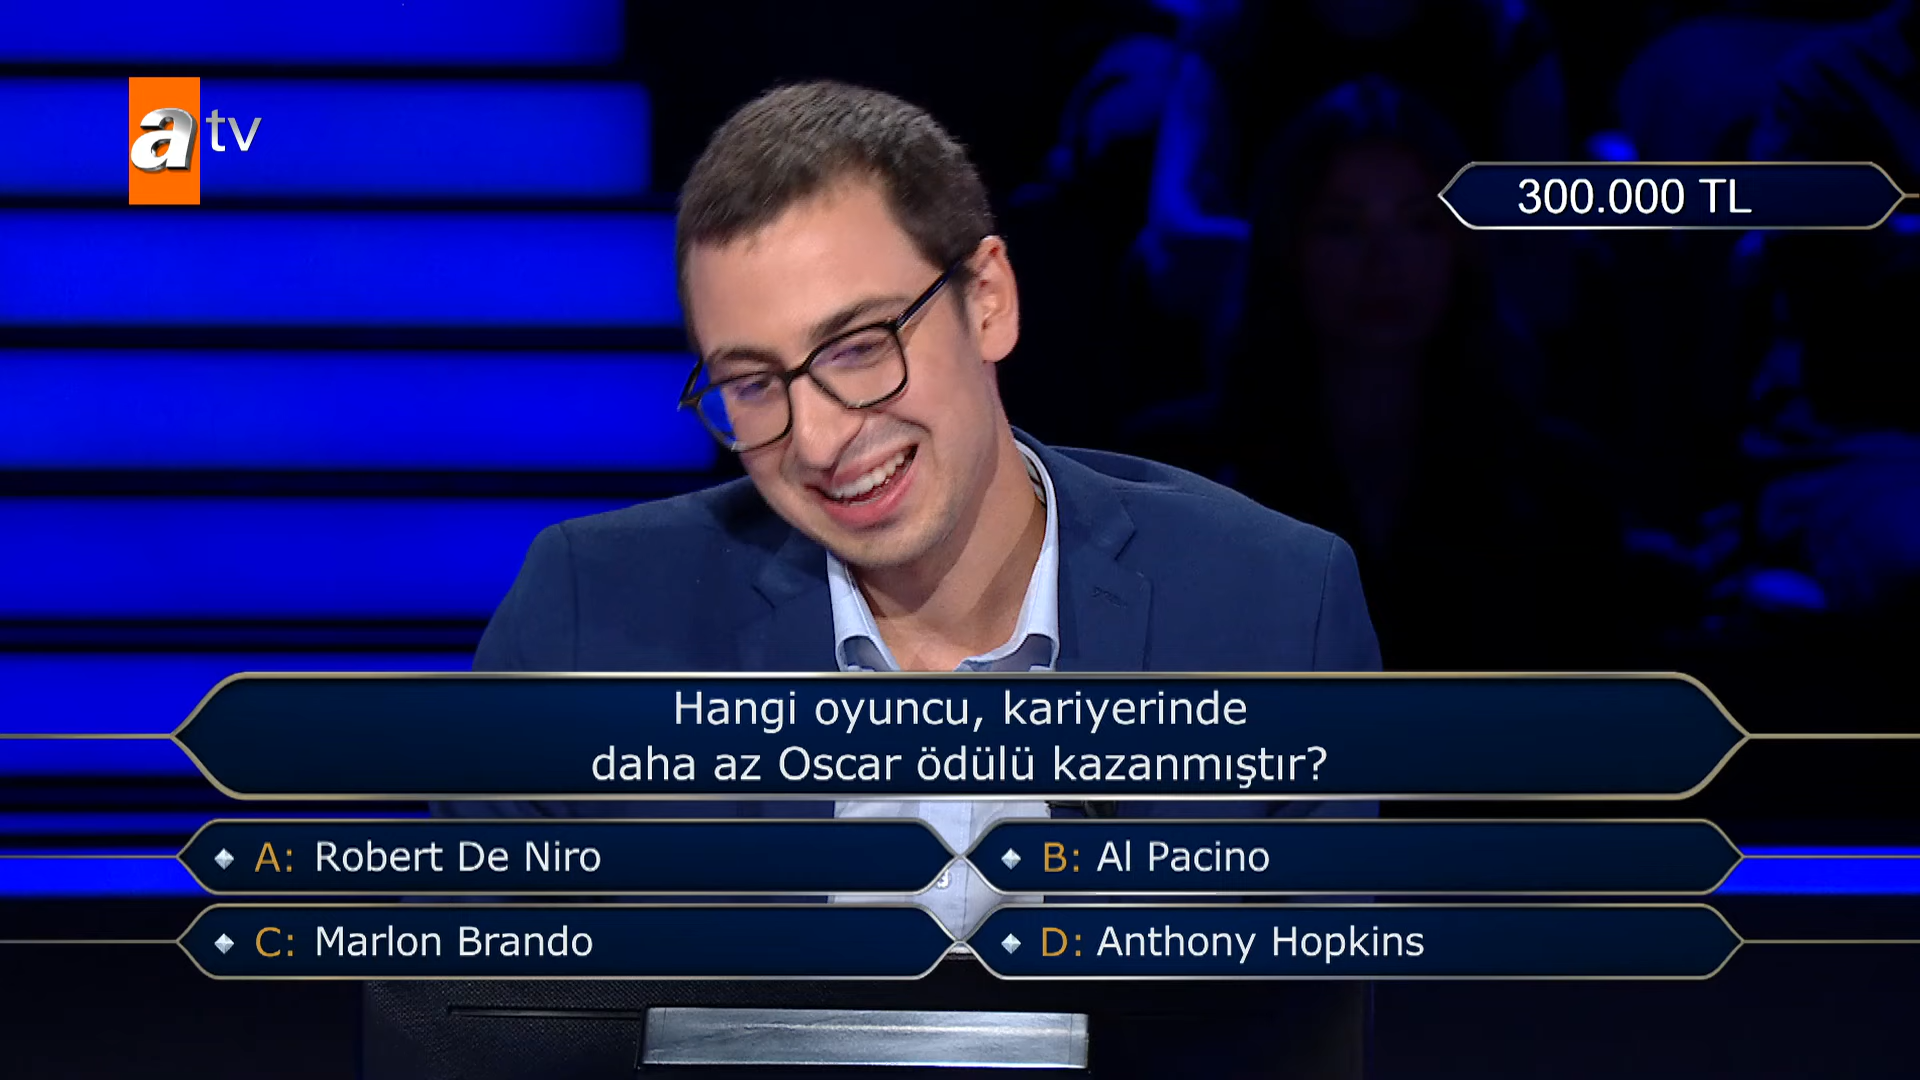 atv
300.000 TL
Hangi oyuncu, kariyerinde
daha az Oscar ödülü kazanmıştır?
A: Robert De Niro
B: Al Pacino
C: Marlon Brando
D: Anthony Hopkins